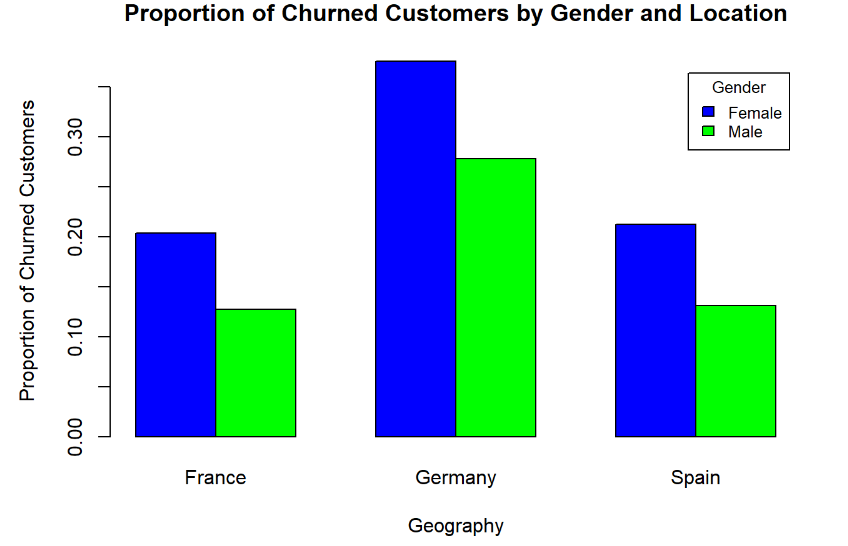 Proportion of Churned Customers by Gender and Location
Proportion of Churned Customers
0.30
0.20
0.10
0.00
Gender
Female
Male
France Germany Spain
Geography